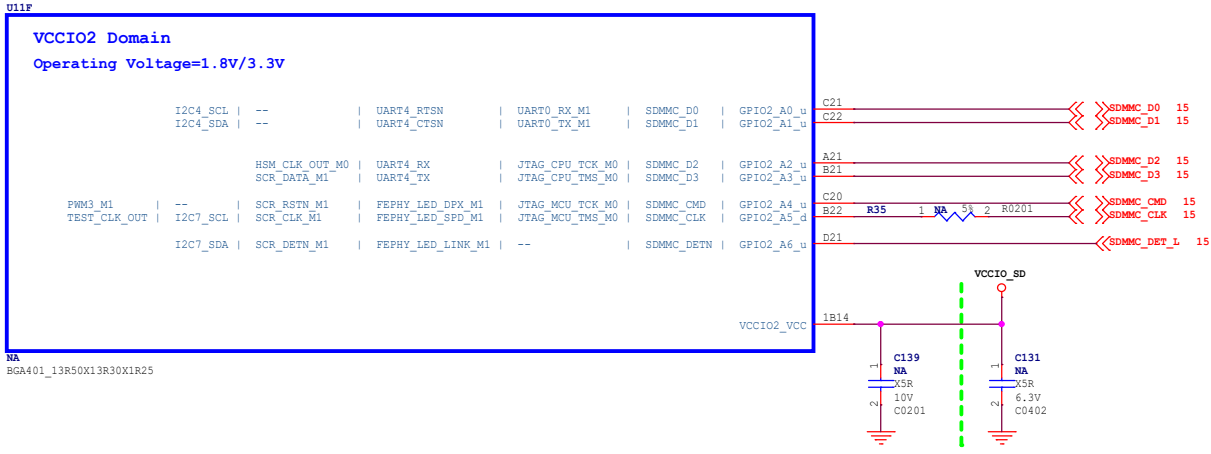 U11F
VCCIO2 Domain
Operating Voltage=1.8V/3.3V
I2C4_SCL | -- | UART4_RTSN | UART0_RX_M1 | SDMMC_D0 | GPIO2_A0_u C21 SDMMC_D0 15
I2C4_SDA | -- | UART4_CTSN | UART0_TX_M1 | SDMMC_D1 | GPIO2_A1_u C22 SDMMC_D1 15
HSM_CLK_OUT_M0 | UART4_RX | JTAG_CPU_TCK_M0 | SDMMC_D2 | GPIO2_A2_u A21 SDMMC_D2 15
SCR_DATA_M1 | UART4_TX | JTAG_CPU_TMS_M0 | SDMMC_D3 | GPIO2_A3_u B21 SDMMC_D3 15
PWM3_M1 | -- | SCR_RSTN_M1 | FEPHY_LED_DPX_M1 | JTAG_MCU_TCK_M0 | SDMMC_CMD | GPIO2_A4_u C20 SDMMC_CMD 15
TEST_CLK_OUT | I2C7_SCL | SCR_CLK_M1 | FEPHY_LED_SPD_M1 | JTAG_MCU_TMS_M0 | SDMMC_CLK | GPIO2_A5_d B22 R35 1 NA 5% 2 R0201 SDMMC_CLK 15
I2C7_SDA | SCR_DETN_M1 | FEPHY_LED_LINK_M1 | -- | SDMMC_DETN | GPIO2_A6_u D21 SDMMC_DET_L 15
VCCIO_SD
VCCIO2_VCC 1B14
NA
BGA401_13R50X13R30X1R25
1
C139
NA
X5R
10V
C0201
2
1
C131
NA
X5R
6.3V
C0402
2